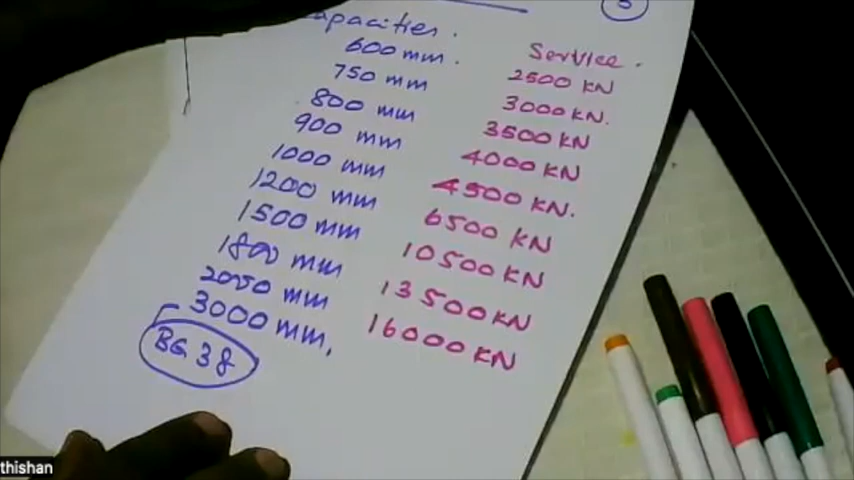 Capacities. Service.
600 mm. 2500 KN
750 mm 3000 KN.
800 mm 3500 KN
900 mm 4000 KN
1000 mm 4500 KN.
1200 mm 6500 KN
1500 mm 10500 KN
1800 mm 13500 KN
2000 mm 16000 KN
3000 mm,
BG 38
thishan